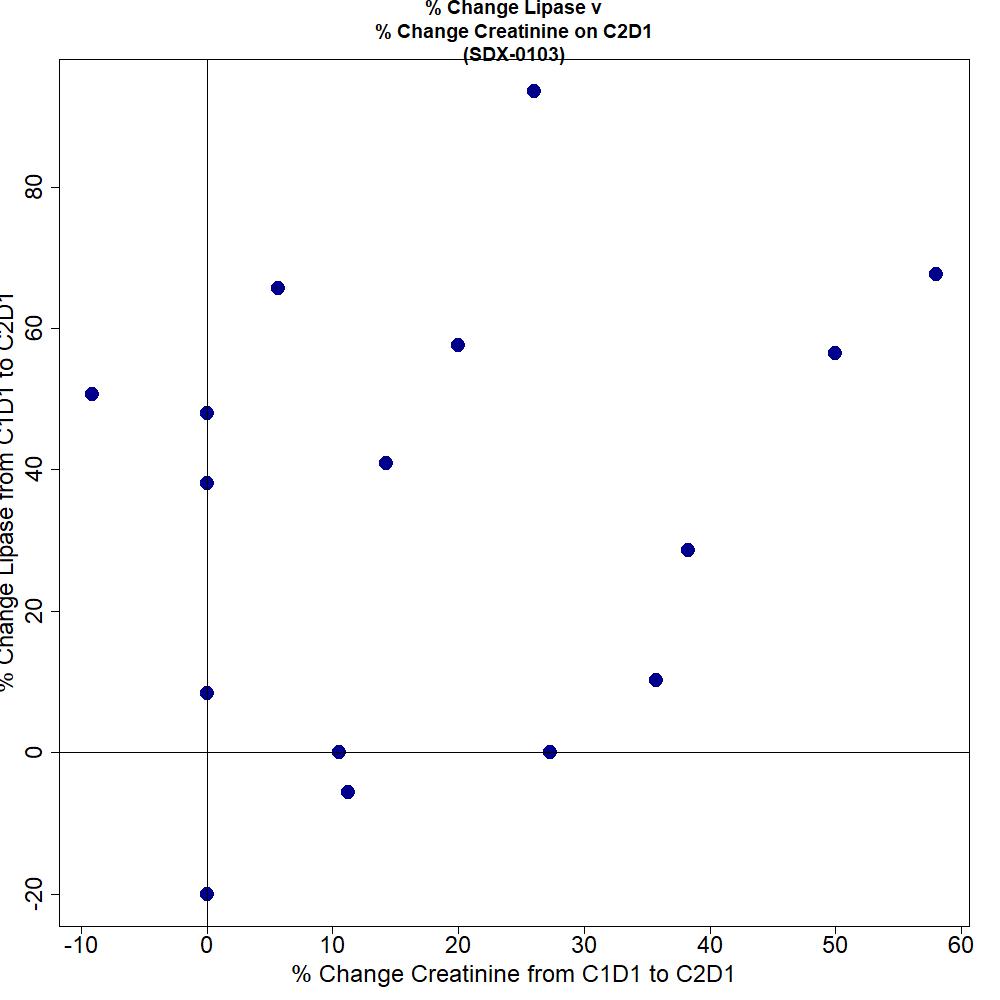 % Change Lipase v
% Change Creatinine on C2D1
(SDX-0103)
% Change Lipase from C1D1 to C2D1
80
60
40
20
0
-20
-10 0 10 20 30 40 50 60
% Change Creatinine from C1D1 to C2D1